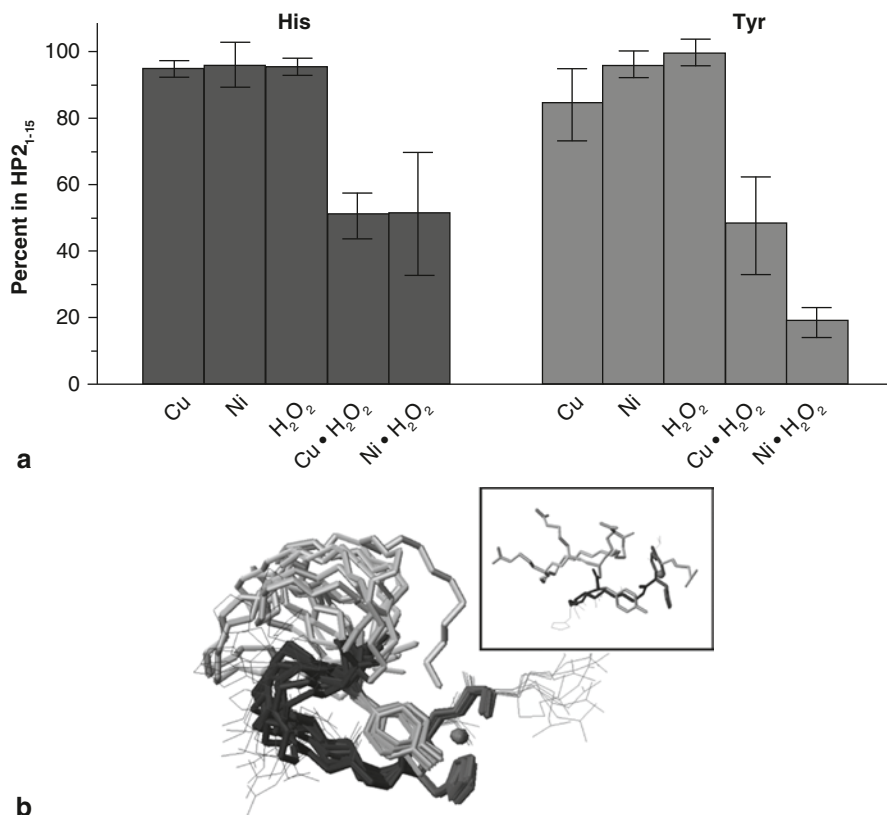 His
Tyr
Percent in HP2₁₋₁₅
100
80
60
40
20
0
Cu
Ni
H₂O₂
Cu • H₂O₂
Ni • H₂O₂
Cu
Ni
H₂O₂
Cu • H₂O₂
Ni • H₂O₂
a
b